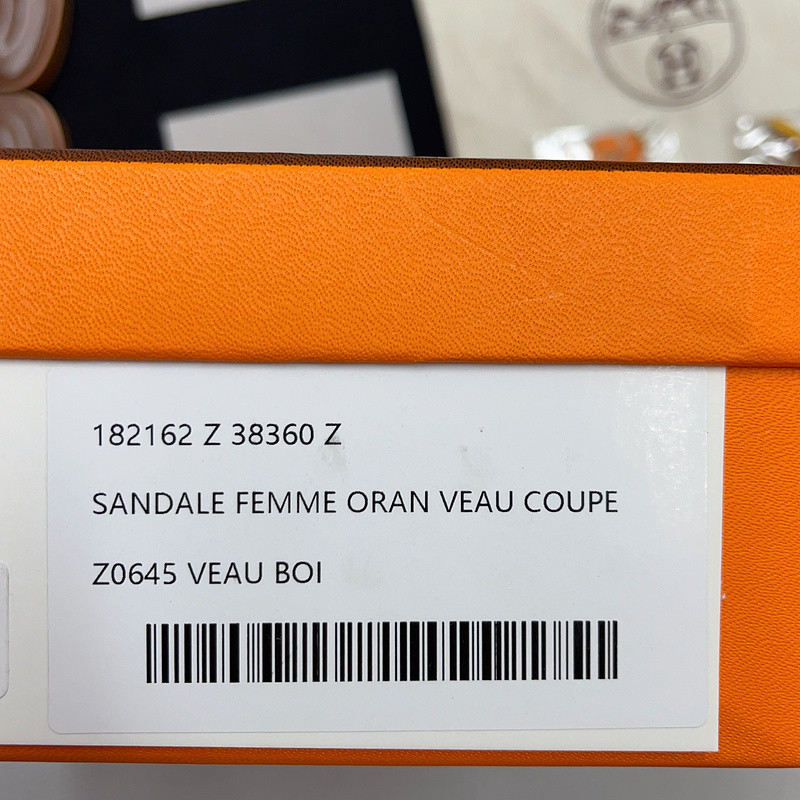 182162 Z 38360 Z
SANDALE FEMME ORAN VEAU COUPE
Z0645 VEAU BOI